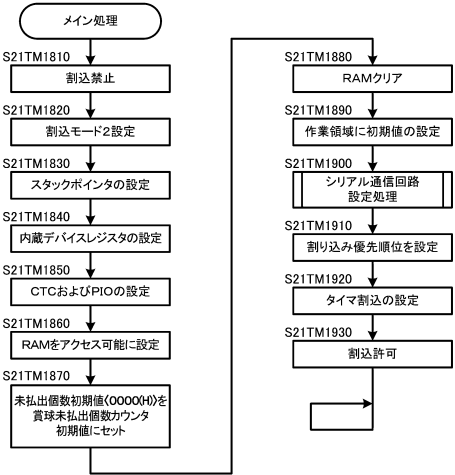 メイン処理
S21TM1810
割込禁止
S21TM1820
割込モード2設定
S21TM1830
スタックポインタの設定
S21TM1840
内蔵デバイスレジスタの設定
S21TM1850
CTCおよびPIOの設定
S21TM1860
RAMをアクセス可能に設定
S21TM1870
未払出個数初期値〈0000(H)〉を
賞球未払出個数カウンタ
初期値にセット
S21TM1880
RAMクリア
S21TM1890
作業領域に初期値の設定
S21TM1900
シリアル通信回路
設定処理
S21TM1910
割り込み優先順位を設定
S21TM1920
タイマ割込の設定
S21TM1930
割込許可